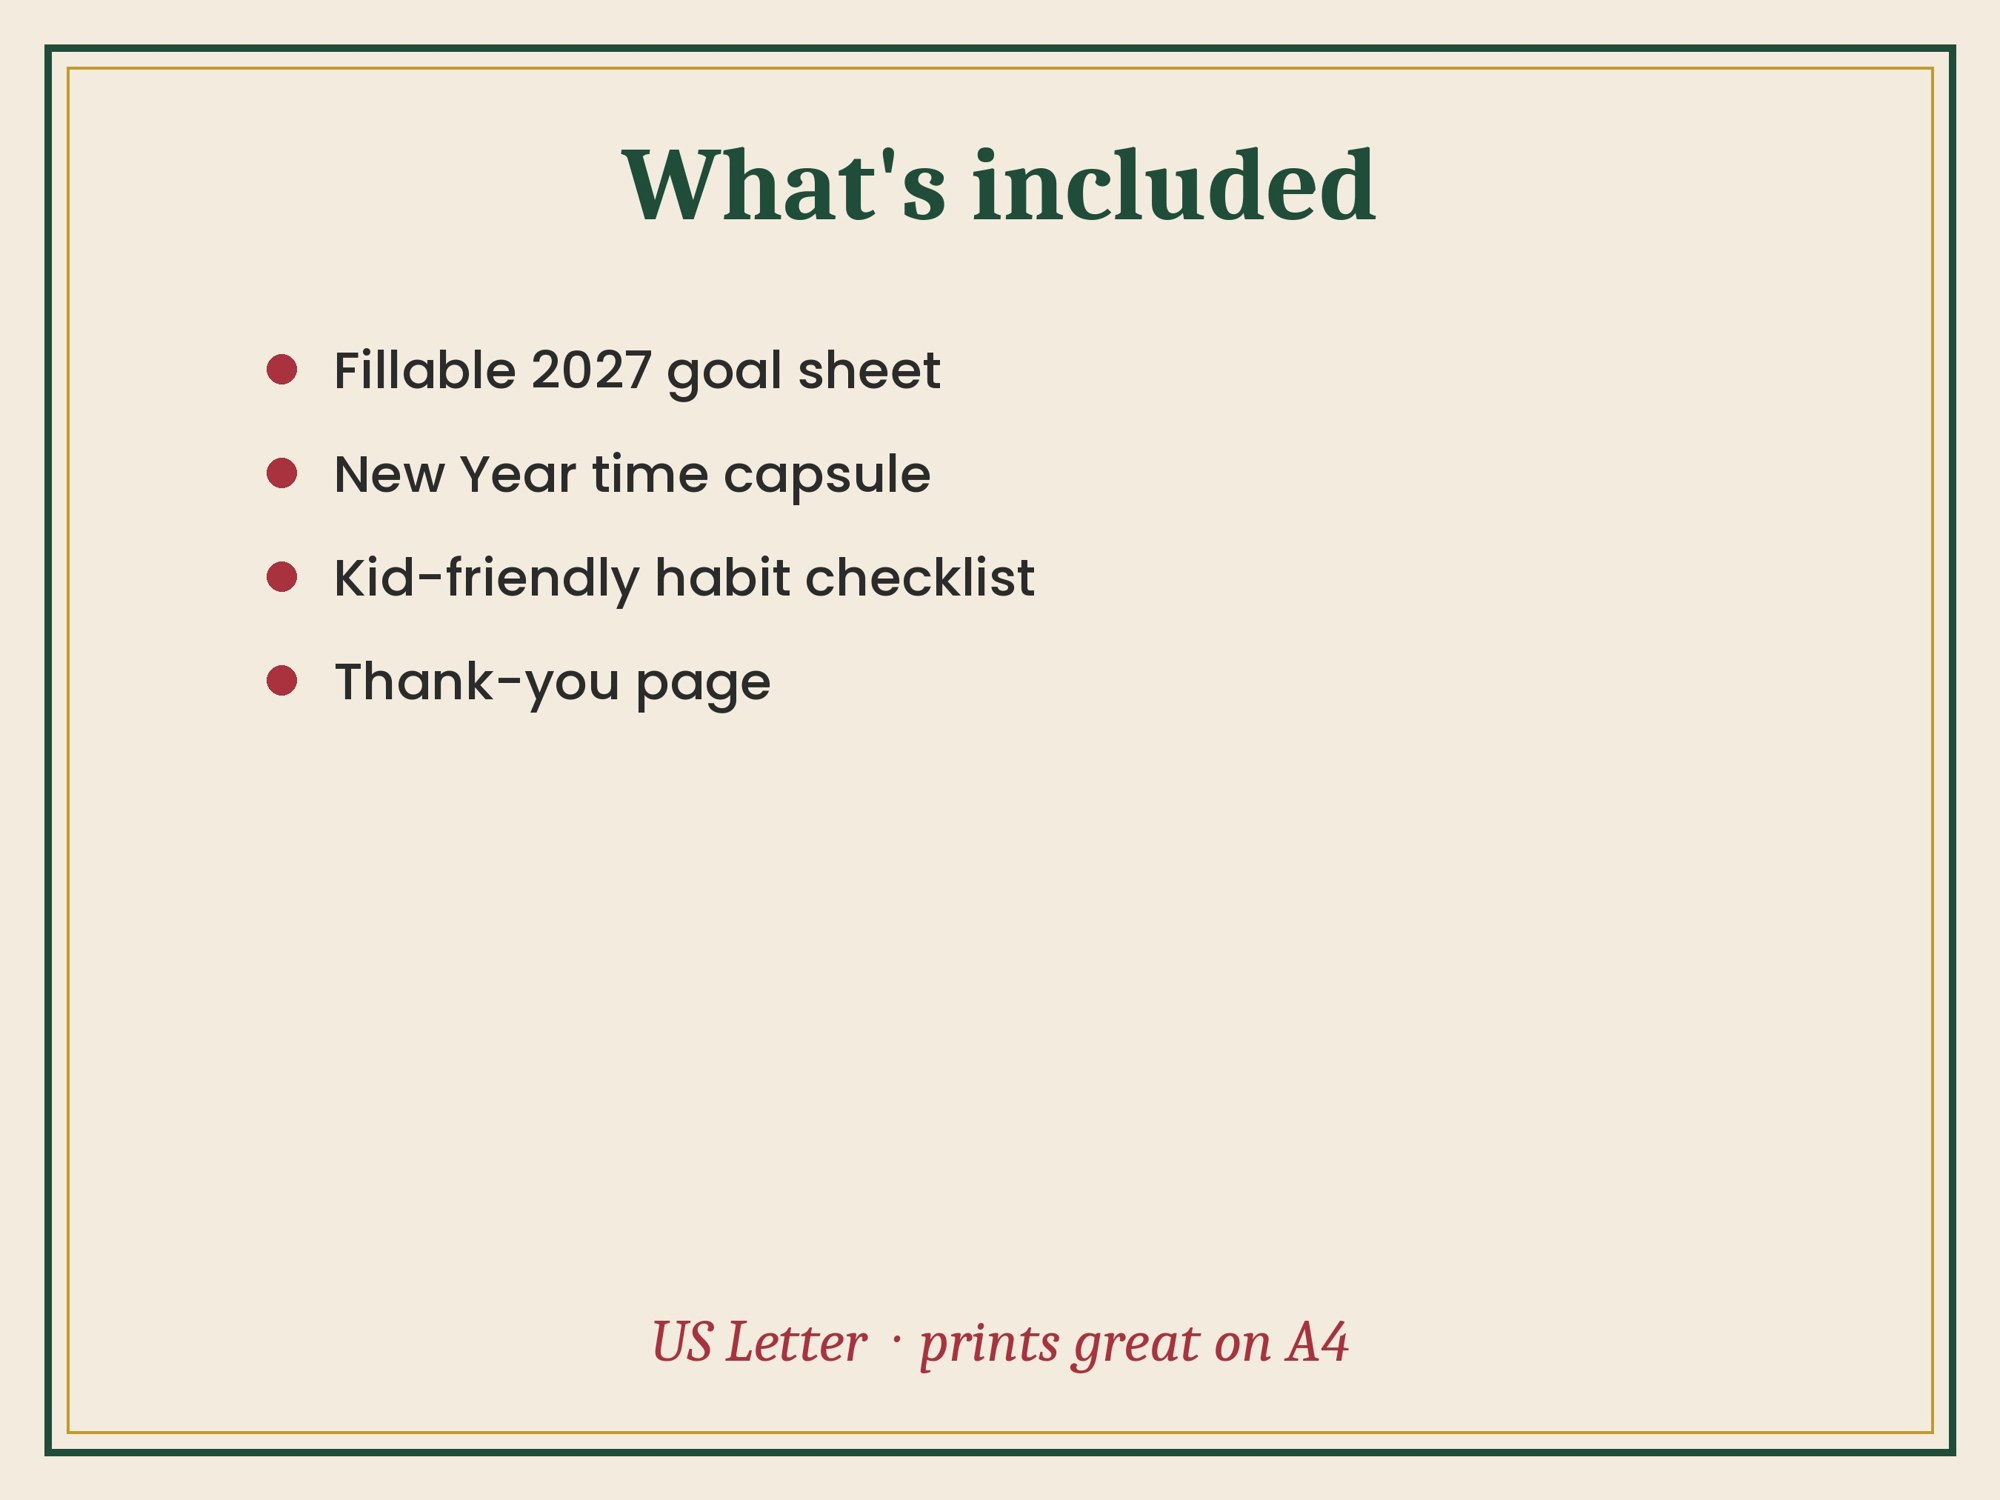 What's included
Fillable 2027 goal sheet
New Year time capsule
Kid-friendly habit checklist
Thank-you page
US Letter · prints great on A4